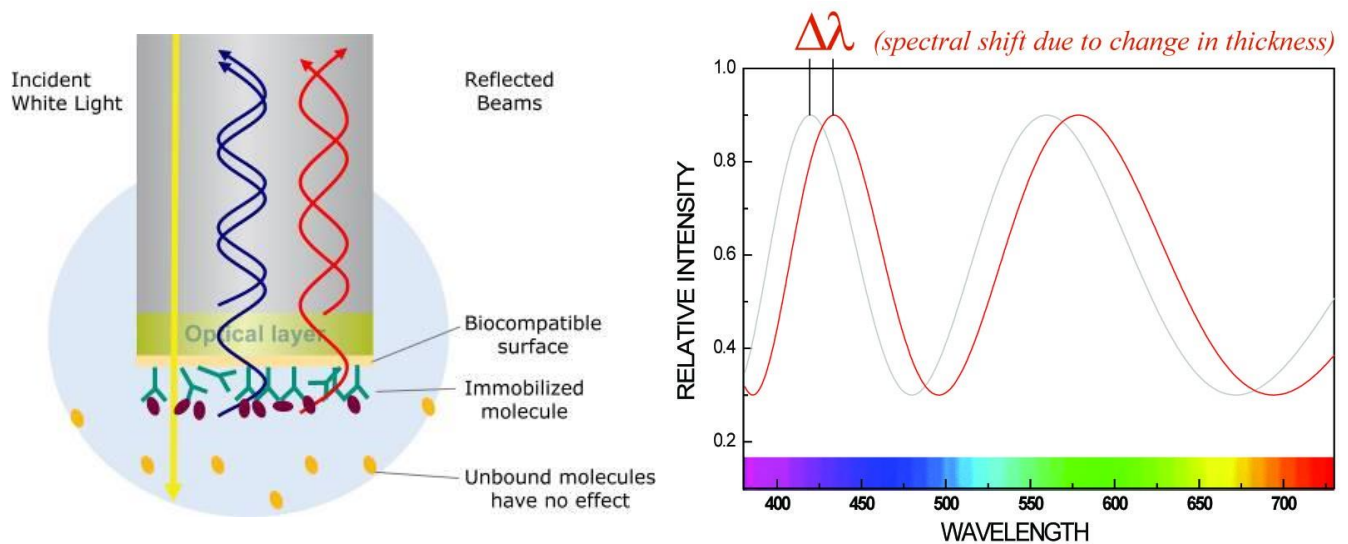 Incident
White Light
Reflected
Beams
Optical layer
Biocompatible
surface
Immobilized
molecule
Unbound molecules
have no effect
Δλ (spectral shift due to change in thickness)
1.0
0.8
0.6
0.4
0.2
RELATIVE INTENSITY
400 450 500 550 600 650 700
WAVELENGTH